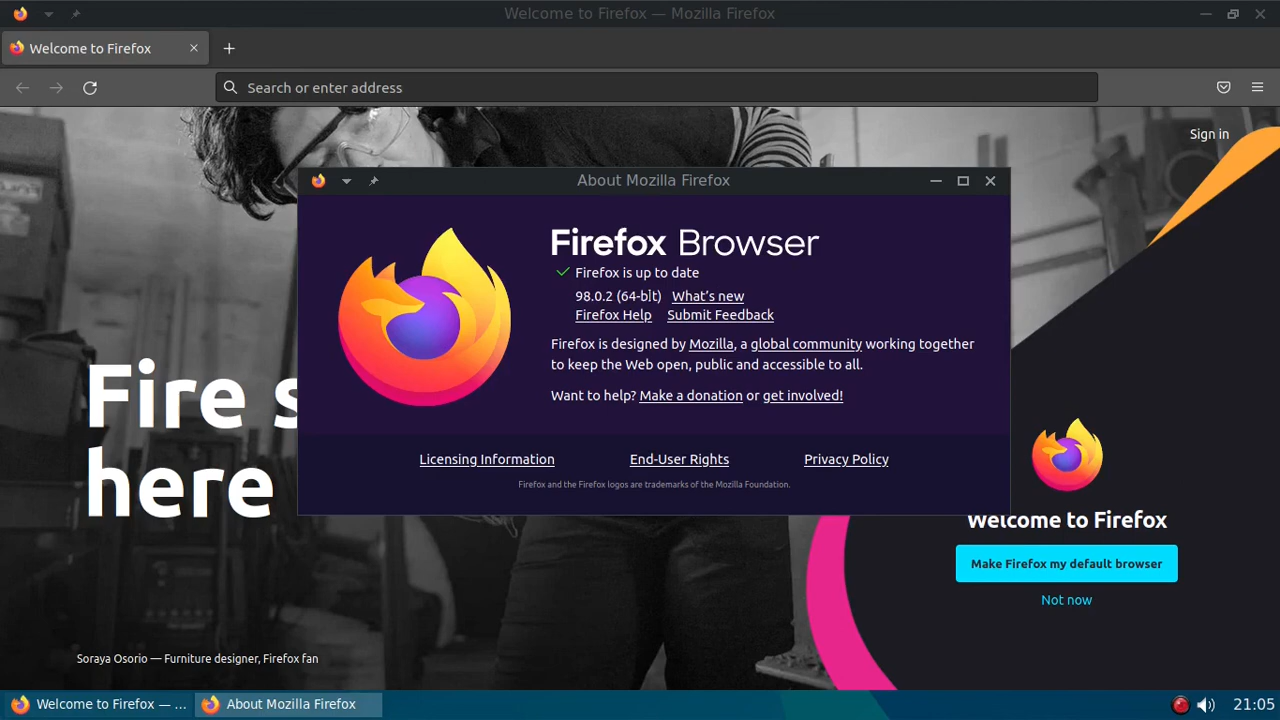 Welcome to Firefox — Mozilla Firefox
Welcome to Firefox
Search or enter address
Sign in
About Mozilla Firefox
Firefox Browser
Firefox is up to date
98.0.2 (64-bit) What's new
Firefox Help Submit Feedback
Firefox is designed by Mozilla, a global community working together
to keep the Web open, public and accessible to all.
Want to help? Make a donation or get involved!
Licensing Information End-User Rights Privacy Policy
Firefox and the Firefox logos are trademarks of the Mozilla Foundation.
Fire s
here
Welcome to Firefox
Make Firefox my default browser
Not now
Soraya Osorio — Furniture designer, Firefox fan
Welcome to Firefox — ... About Mozilla Firefox 21:05